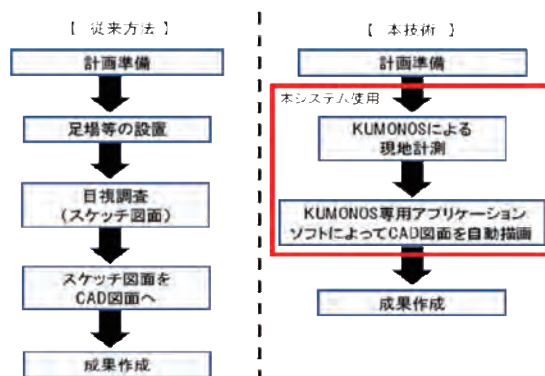 【 従来方法 】
計画準備
足場等の設置
目視調査
(スケッチ図面)
スケッチ図面を
CAD図面へ
成果作成
【 本技術 】
計画準備
本システム使用
KUMONOSによる
現地計測
KUMONOS専用アプリケーション
ソフトによってCAD図面を自動描画
成果作成